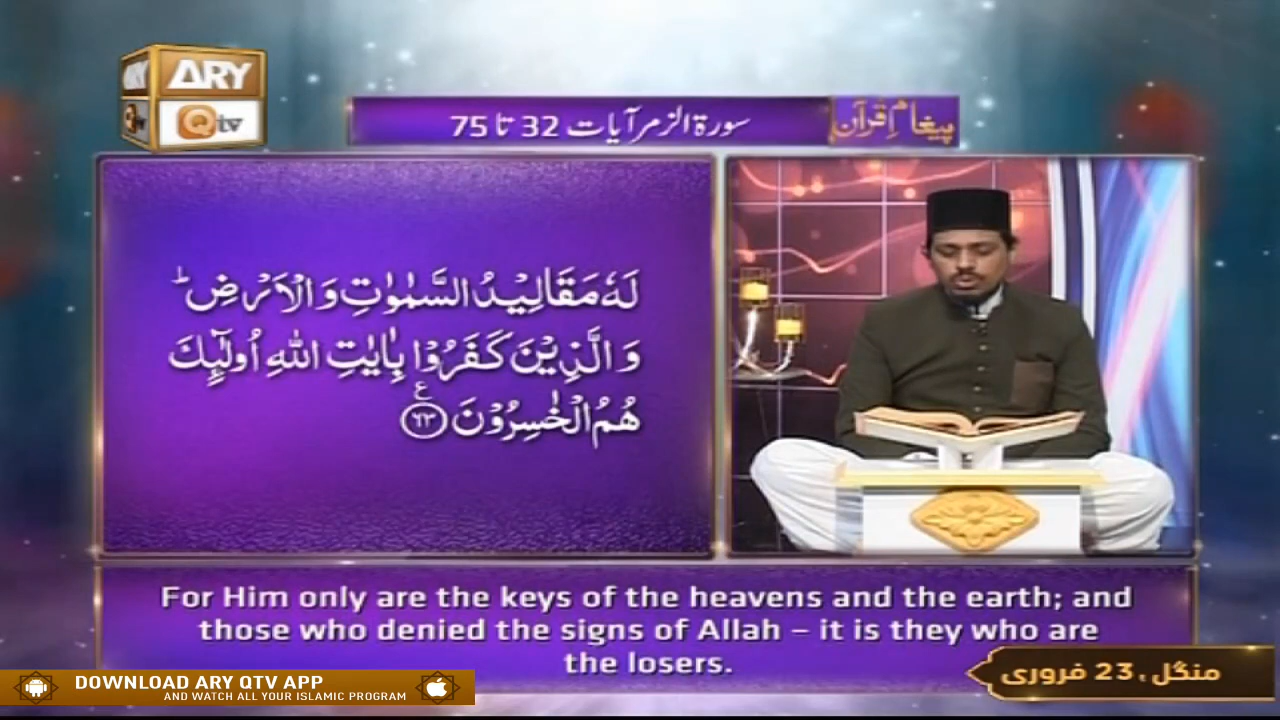 ARY
Qtv
پیغامِ قرآن
سورۃ الزمر آیات 32 تا 75
لَهٗ مَقَالِیْدُ السَّمٰوٰتِ وَ الْاَرْضِ ؕ
وَ الَّذِیْنَ كَفَرُوْا بِاٰیٰتِ اللّٰهِ اُولٰٓىِٕكَ
هُمُ الْخٰسِرُوْنَ ﴿۶۳﴾ ع
For Him only are the keys of the heavens and the earth; and
those who denied the signs of Allah – it is they who are
the losers.
منگل، 23 فروری
DOWNLOAD ARY QTV APP
AND WATCH ALL YOUR ISLAMIC PROGRAM